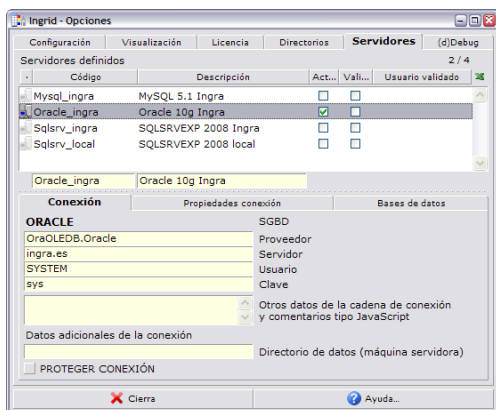 Ingrid - Opciones
Configuración Visualización Licencia Directorios Servidores (d)Debug
Servidores definidos 2 / 4
- Código Descripción Act... Vali... Usuario validado
Mysql_ingra MySQL 5.1 Ingra
Oracle_ingra Oracle 10g Ingra
Sqlsrv_ingra SQLSRVEXP 2008 Ingra
Sqlsrv_local SQLSRVEXP 2008 local
Oracle_ingra Oracle 10g Ingra
Conexión Propiedades conexión Bases de datos
ORACLE SGBD
OraOLEDB.Oracle Proveedor
ingra.es Servidor
SYSTEM Usuario
sys Clave
Otros datos de la cadena de conexión
y comentarios tipo JavaScript
Datos adicionales de la conexión
Directorio de datos (máquina servidora)
PROTEGER CONEXIÓN
Cierra Ayuda...